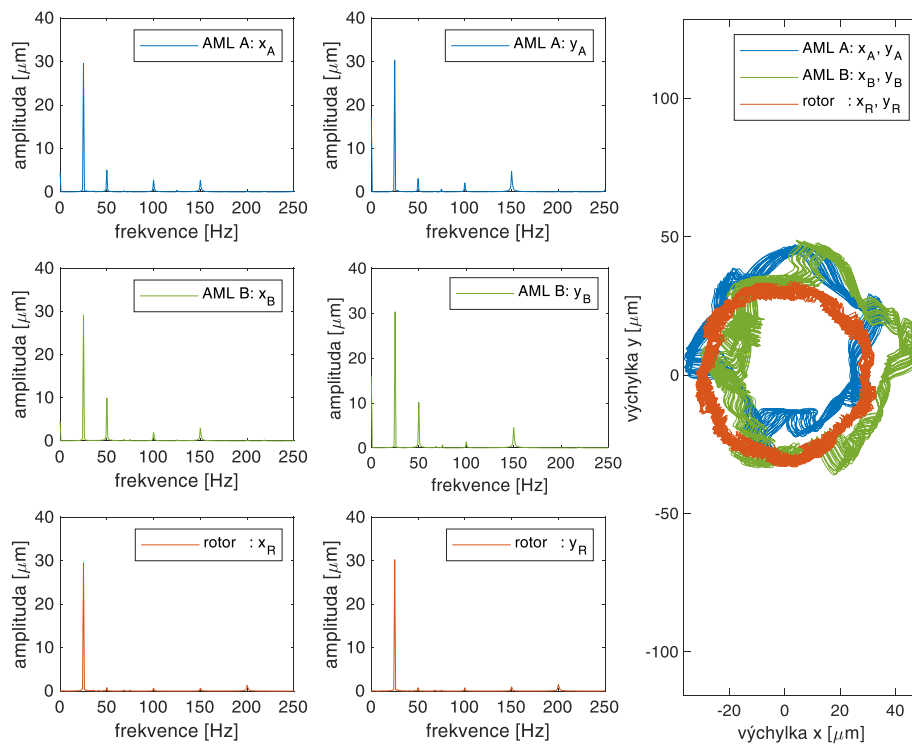 40
30
20
10
0
amplituda [μm]
AML A: x_A
0 50 100 150 200 250
frekvence [Hz]
40
30
20
10
0
amplituda [μm]
AML A: y_A
0 50 100 150 200 250
frekvence [Hz]
40
30
20
10
0
amplituda [μm]
AML B: x_B
0 50 100 150 200 250
frekvence [Hz]
40
30
20
10
0
amplituda [μm]
AML B: y_B
0 50 100 150 200 250
frekvence [Hz]
40
30
20
10
0
amplituda [μm]
rotor : x_R
0 50 100 150 200 250
frekvence [Hz]
40
30
20
10
0
amplituda [μm]
rotor : y_R
0 50 100 150 200 250
frekvence [Hz]
AML A: x_A, y_A
AML B: x_B, y_B
rotor : x_R, y_R
100
50
0
-50
-100
výchylka y [μm]
-20 0 20 40
výchylka x [μm]